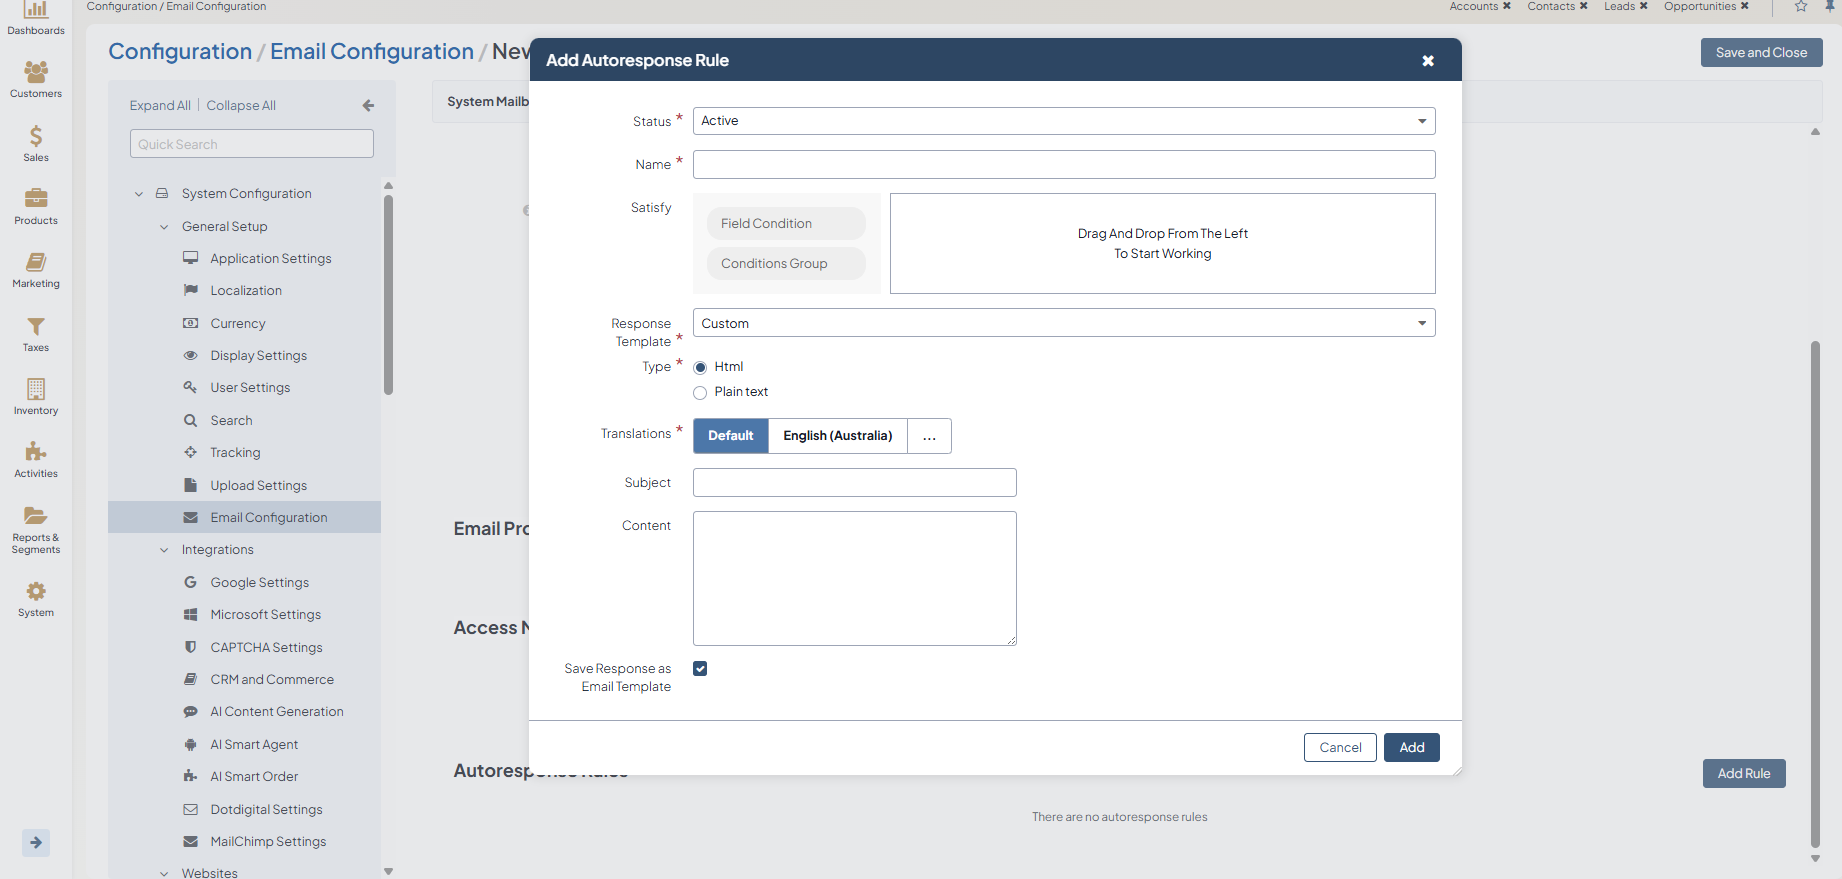 Configuration / Email Configuration
Accounts ✖ Contacts ✖ Leads ✖ Opportunities ✖
Dashboards
Customers
Sales
Products
Marketing
Taxes
Inventory
Activities
Reports &
Segments
System
Configuration / Email Configuration / New
Save and Close
Expand All | Collapse All
Quick Search
System Configuration
General Setup
Application Settings
Localization
Currency
Display Settings
User Settings
Search
Tracking
Upload Settings
Email Configuration
Integrations
Google Settings
Microsoft Settings
CAPTCHA Settings
CRM and Commerce
AI Content Generation
AI Smart Agent
AI Smart Order
Dotdigital Settings
MailChimp Settings
Websites
System Mailb
Email Pro
Access
Autoresponse Rules
Add Rule
There are no autoresponse rules
Add Autoresponse Rule
Status *
Active
Name *
Satisfy
Field Condition
Conditions Group
Drag And Drop From The Left
To Start Working
Response
Template *
Custom
Type *
Html
Plain text
Translations *
Default English (Australia) ...
Subject
Content
Save Response as
Email Template
Cancel Add